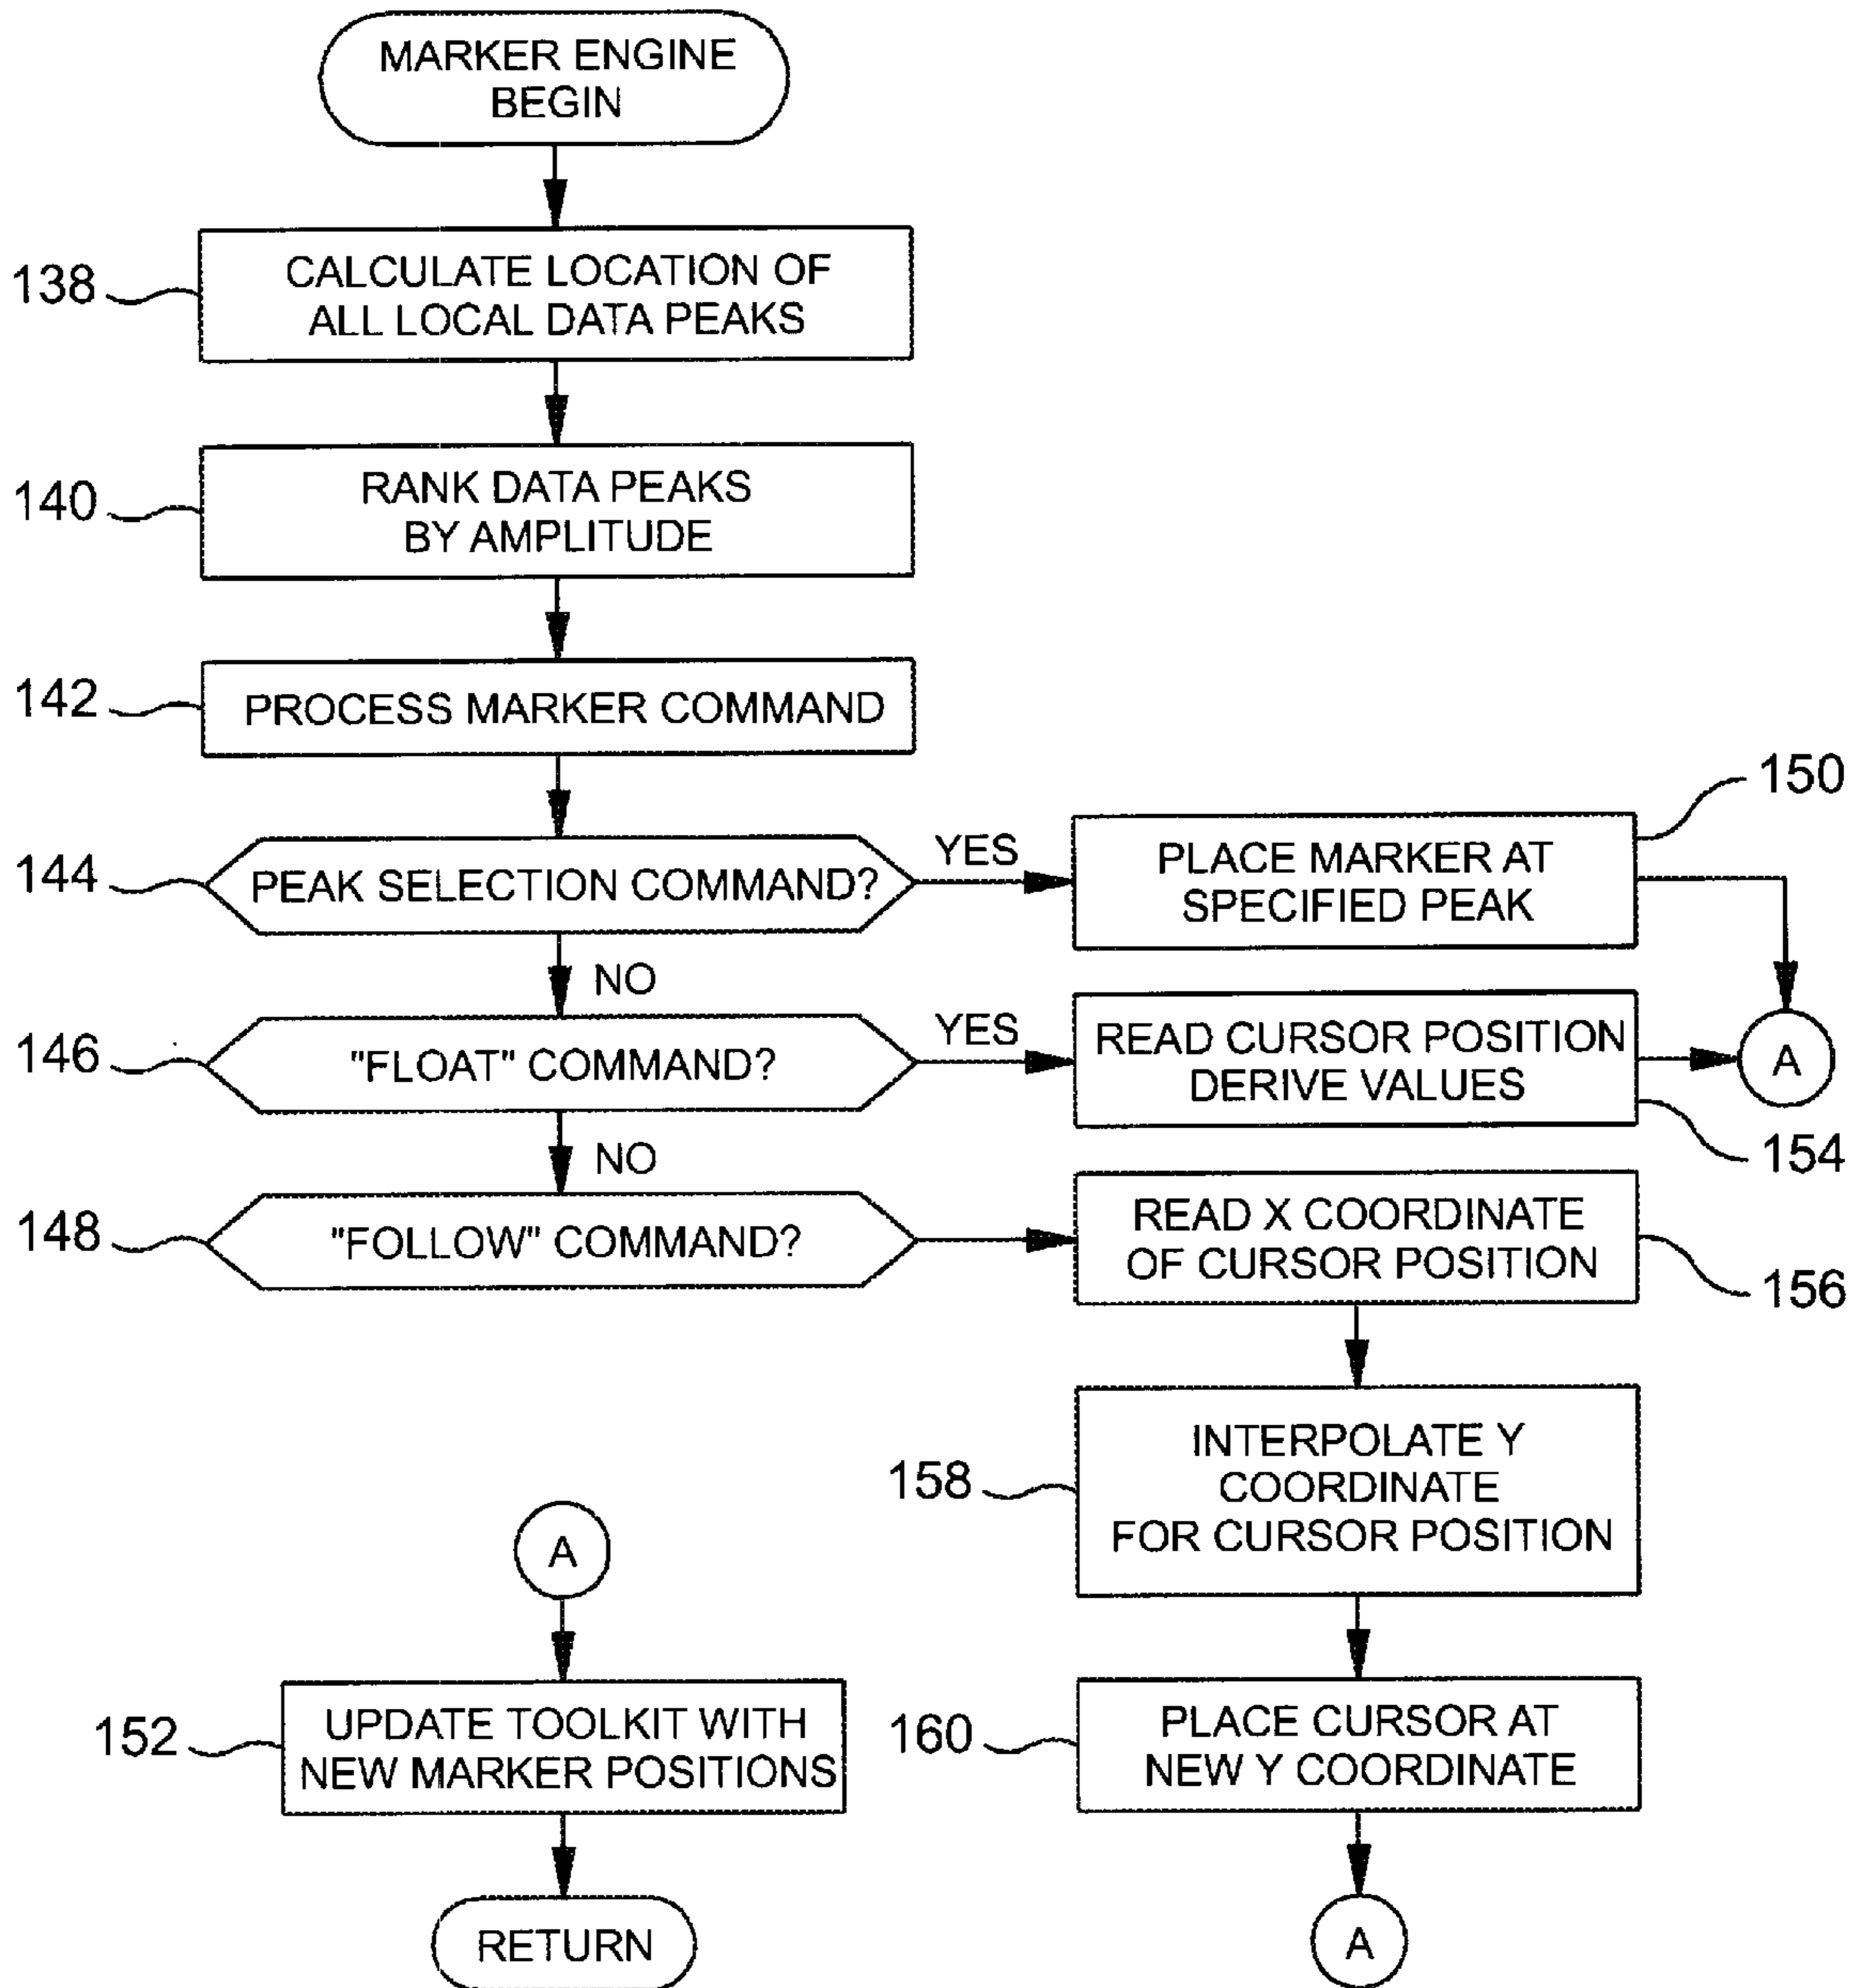 MARKER ENGINE
BEGIN
138
CALCULATE LOCATION OF
ALL LOCAL DATA PEAKS
140
RANK DATA PEAKS
BY AMPLITUDE
142
PROCESS MARKER COMMAND
150
144
PEAK SELECTION COMMAND?
YES
PLACE MARKER AT
SPECIFIED PEAK
NO
146
"FLOAT" COMMAND?
YES
READ CURSOR POSITION
DERIVE VALUES
A
154
NO
148
"FOLLOW" COMMAND?
READ X COORDINATE
OF CURSOR POSITION
156
158
INTERPOLATE Y
COORDINATE
FOR CURSOR POSITION
A
152
UPDATE TOOLKIT WITH
NEW MARKER POSITIONS
160
PLACE CURSOR AT
NEW Y COORDINATE
RETURN
A